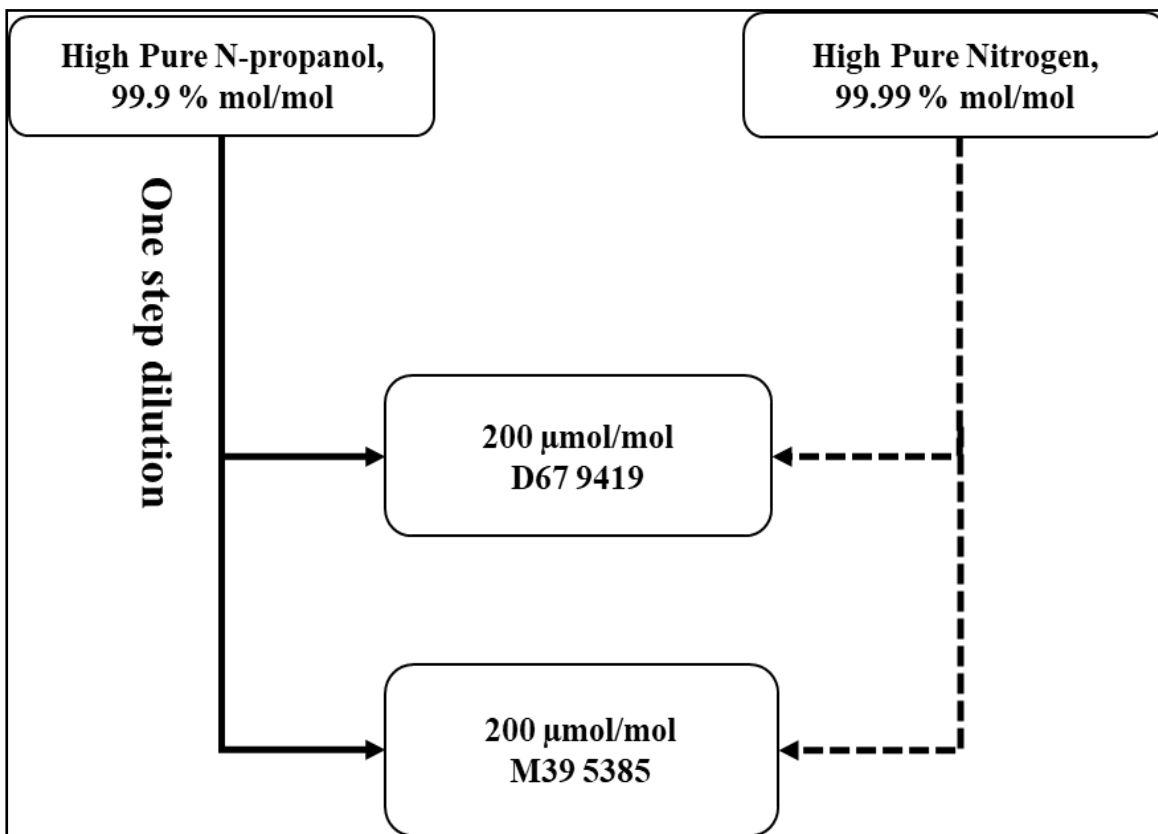 High Pure N-propanol,
99.9 % mol/mol
High Pure Nitrogen,
99.99 % mol/mol
One step dilution
200 µmol/mol
D67 9419
200 µmol/mol
M39 5385